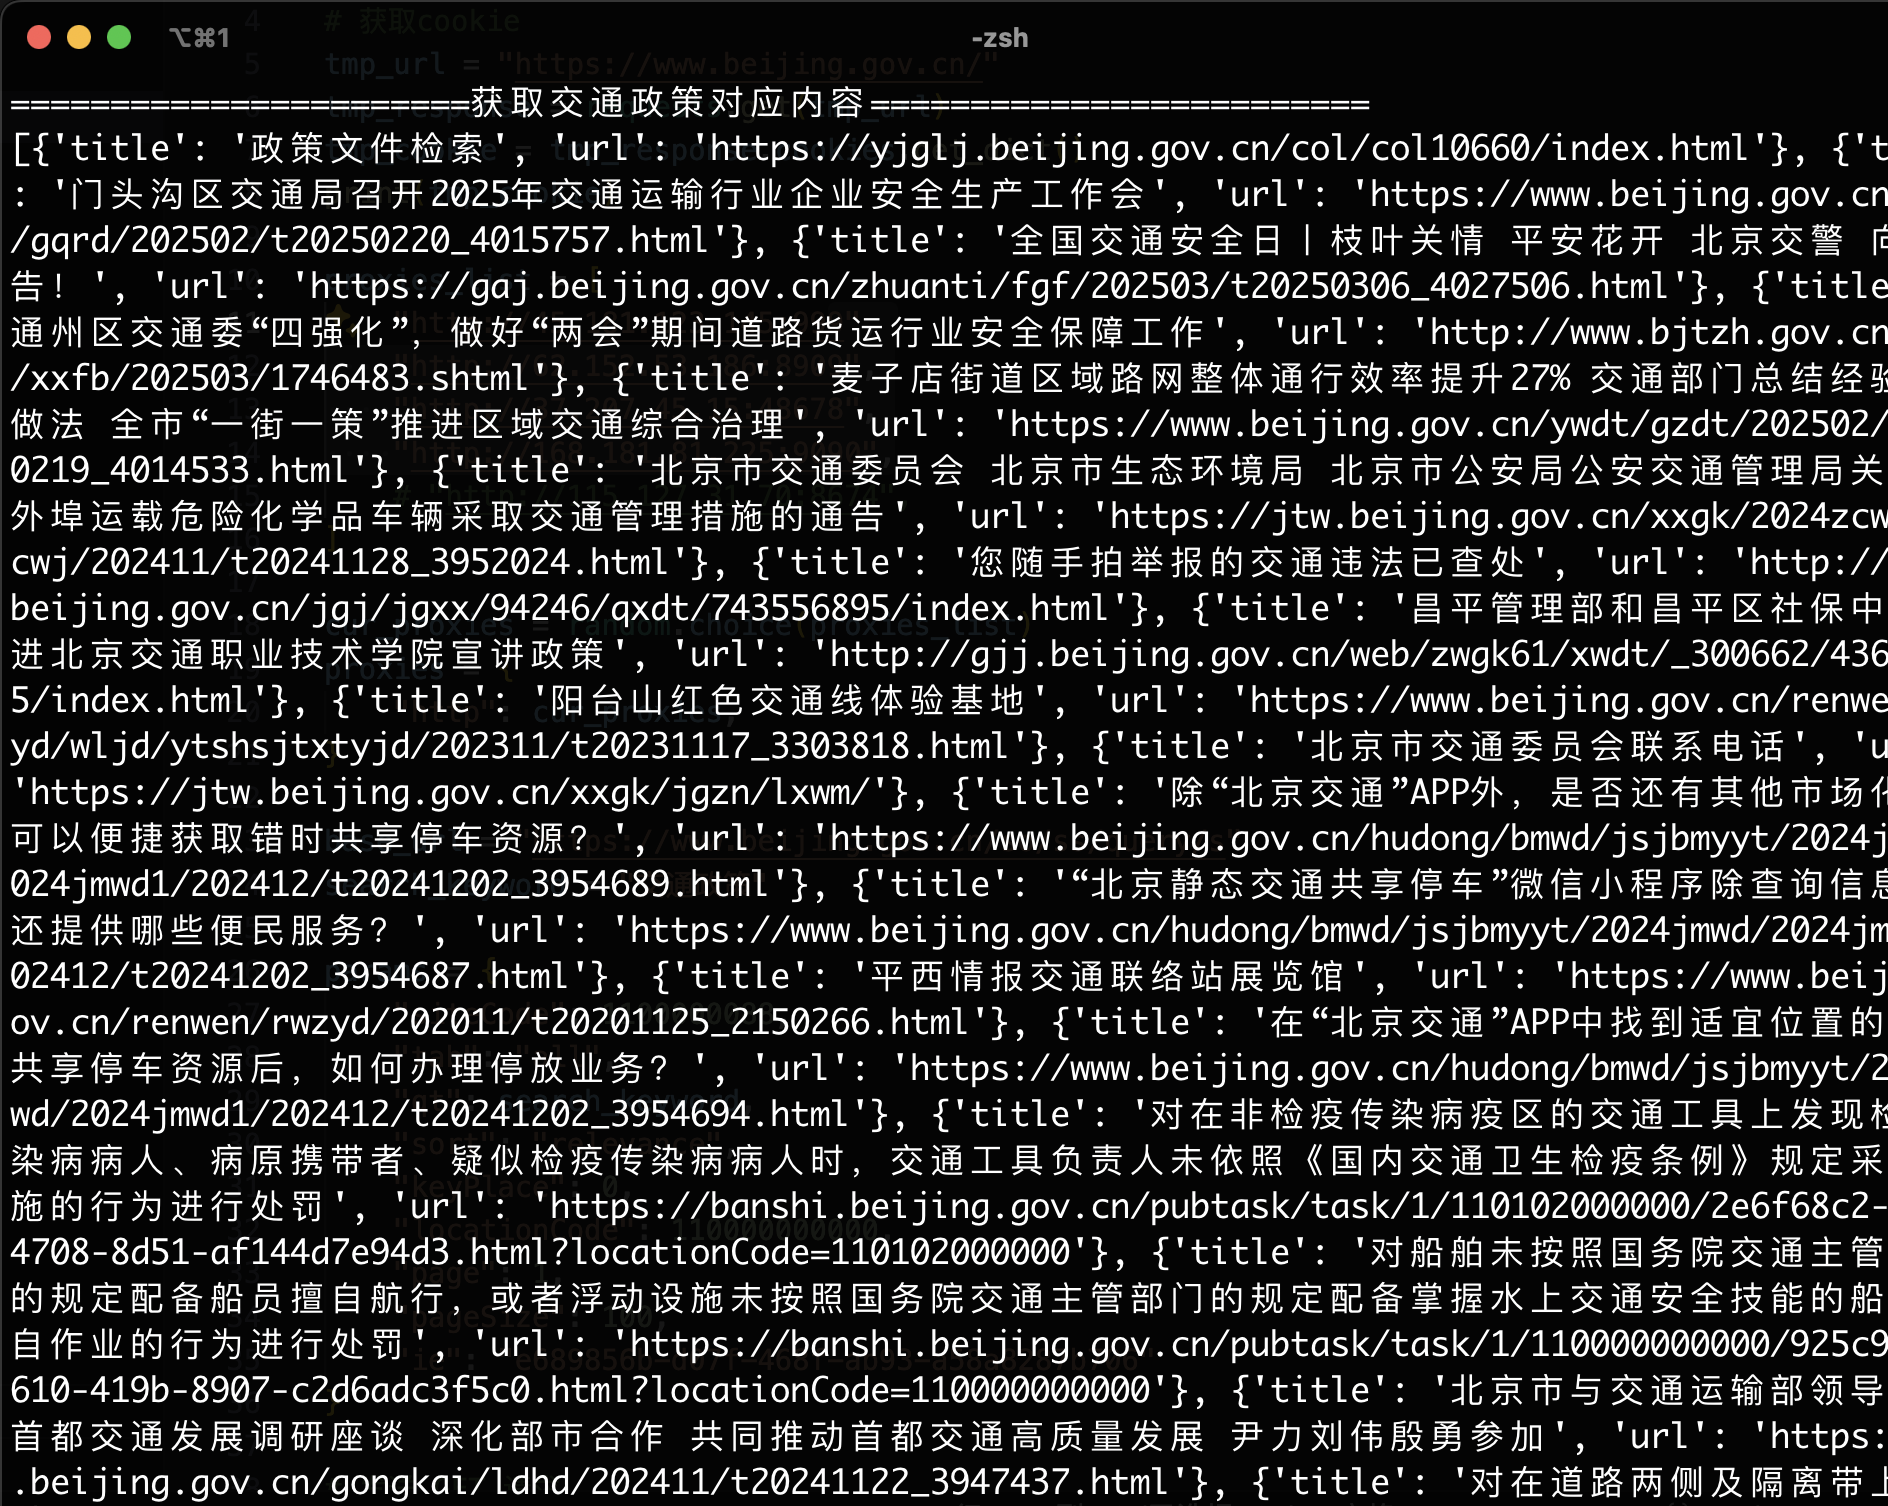 ⌥⌘1
-zsh
=======================获取交通政策对应内容=========================
[{'title': '政策文件检索', 'url': 'https://yjglj.beijing.gov.cn/col/col10660/index.html'}, {'t
: '门头沟区交通局召开2025年交通运输行业企业安全生产工作会', 'url': 'https://www.beijing.gov.cn
/gqrd/202502/t20250220_4015757.html'}, {'title': '全国交通安全日丨枝叶关情 平安花开 北京交警 向
告！', 'url': 'https://gaj.beijing.gov.cn/zhuanti/fgf/202503/t20250306_4027506.html'}, {'title
通州区交通委“四强化”，做好“两会”期间道路货运行业安全保障工作', 'url': 'http://www.bjtzh.gov.cn
/xxfb/202503/1746483.shtml'}, {'title': '麦子店街道区域路网整体通行效率提升27% 交通部门总结经验
做法 全市“一街一策”推进区域交通综合治理', 'url': 'https://www.beijing.gov.cn/ywdt/gzdt/202502/
0219_4014533.html'}, {'title': '北京市交通委员会 北京市生态环境局 北京市公安局公安交通管理局关
外埠运载危险化学品车辆采取交通管理措施的通告', 'url': 'https://jtw.beijing.gov.cn/xxgk/2024zcw
cwj/202411/t20241128_3952024.html'}, {'title': '您随手拍举报的交通违法已查处', 'url': 'http://
beijing.gov.cn/jgj/jgxx/94246/qxdt/743556895/index.html'}, {'title': '昌平管理部和昌平区社保中
进北京交通职业技术学院宣讲政策', 'url': 'http://gjj.beijing.gov.cn/web/zwgk61/xwdt/_300662/436
5/index.html'}, {'title': '阳台山红色交通线体验基地', 'url': 'https://www.beijing.gov.cn/renwe
yd/wljd/ytshsjtxtyjd/202311/t20231117_3303818.html'}, {'title': '北京市交通委员会联系电话', 'u
'https://jtw.beijing.gov.cn/xxgk/jgzn/lxwm/'}, {'title': '除“北京交通”APP外，是否还有其他市场化
可以便捷获取错时共享停车资源？', 'url': 'https://www.beijing.gov.cn/hudong/bmwd/jsjbmyyt/2024j
024jmwd1/202412/t20241202_3954689.html'}, {'title': '“北京静态交通共享停车”微信小程序除查询信息
还提供哪些便民服务？', 'url': 'https://www.beijing.gov.cn/hudong/bmwd/jsjbmyyt/2024jmwd/2024jm
02412/t20241202_3954687.html'}, {'title': '平西情报交通联络站展览馆', 'url': 'https://www.beij
ov.cn/renwen/rwzyd/202011/t20201125_2150266.html'}, {'title': '在“北京交通”APP中找到适宜位置的
共享停车资源后，如何办理停放业务？', 'url': 'https://www.beijing.gov.cn/hudong/bmwd/jsjbmyyt/2
wd/2024jmwd1/202412/t20241202_3954694.html'}, {'title': '对在非检疫传染病疫区的交通工具上发现检
染病病人、病原携带者、疑似检疫传染病病人时，交通工具负责人未依照《国内交通卫生检疫条例》规定采
施的行为进行处罚', 'url': 'https://banshi.beijing.gov.cn/pubtask/task/1/110102000000/2e6f68c2-
4708-8d51-af144d7e94d3.html?locationCode=110102000000'}, {'title': '对船舶未按照国务院交通主管
的规定配备船员擅自航行，或者浮动设施未按照国务院交通主管部门的规定配备掌握水上交通安全技能的船
自作业的行为进行处罚', 'url': 'https://banshi.beijing.gov.cn/pubtask/task/1/110000000000/925c9
610-419b-8907-c2d6adc3f5c0.html?locationCode=110000000000'}, {'title': '北京市与交通运输部领导
首都交通发展调研座谈 深化部市合作 共同推动首都交通高质量发展 尹力刘伟殷勇参加', 'url': 'https:
.beijing.gov.cn/gongkai/ldhd/202411/t20241122_3947437.html'}, {'title': '对在道路两侧及隔离带上